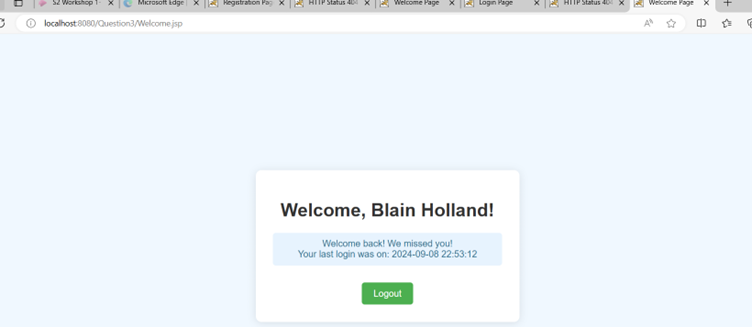 S2 Workshop 1-
Microsoft Edge
Registration Pag
HTTP Status 404
Welcome Page
Login Page
HTTP Status 404
Welcome Page
localhost:8080/Question3/Welcome.jsp
Welcome, Blain Holland!
Welcome back! We missed you!
Your last login was on: 2024-09-08 22:53:12
Logout